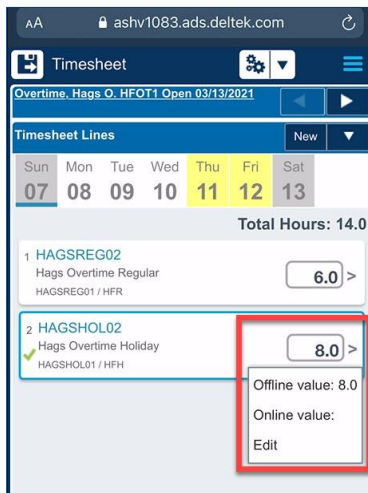 AA ashv1083.ads.deltek.com
Timesheet
Overtime, Hags O. HFOT1 Open 03/13/2021
Timesheet Lines New
Sun Mon Tue Wed Thu Fri Sat
07 08 09 10 11 12 13
Total Hours: 14.0
1 HAGSREG02
Hags Overtime Regular
HAGSREG01 / HFR
6.0 >
2 HAGSHOL02
Hags Overtime Holiday
HAGSHOL01 / HFH
8.0 >
Offline value: 8.0
Online value:
Edit